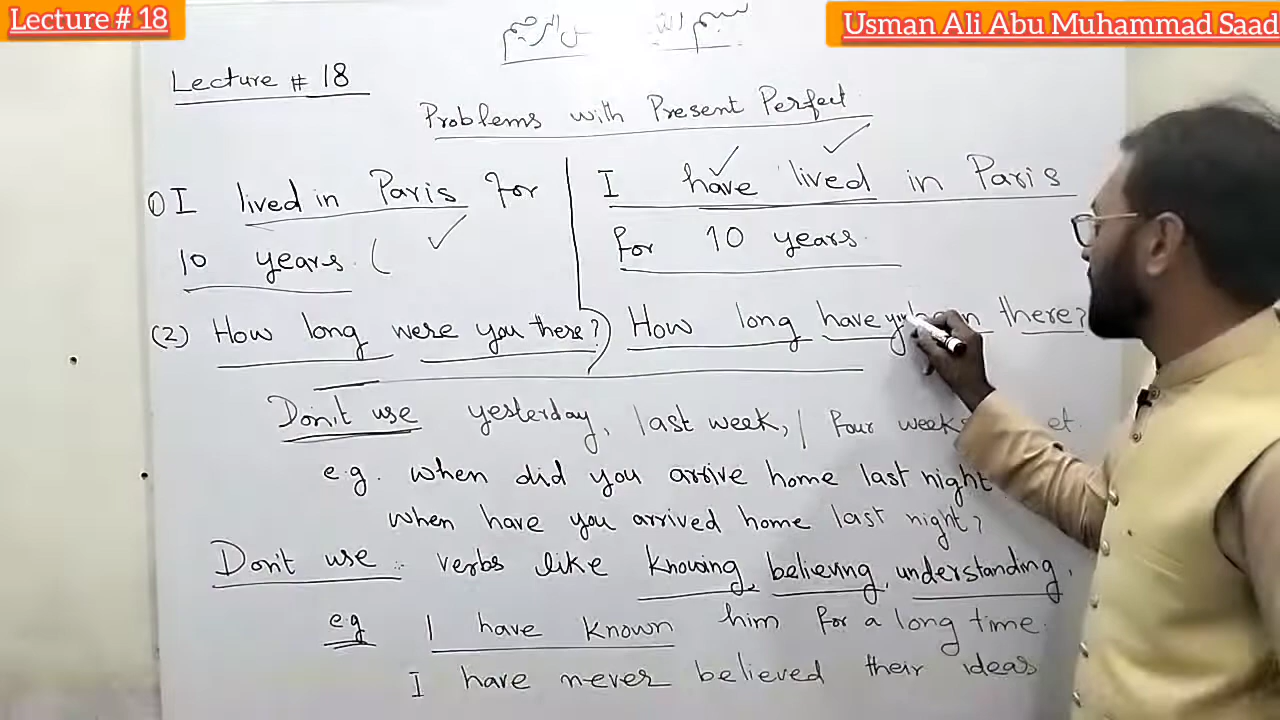 Lecture # 18
Usman Ali Abu Muhammad Saad
بسم
Lecture # 18
Problems with Present Perfect
① I lived in Paris for
10 years. (
I have lived in Paris
for 10 years.
(2) How long were you there?
How long have you been there?
Don't use yesterday, last week, / four weeks et.
e.g. when did you arrive home last night
when have you arrived home last night?
Don't use verbs like knowing, believing, understanding.
e.g I have known him for a long time.
I have never believed their ideas